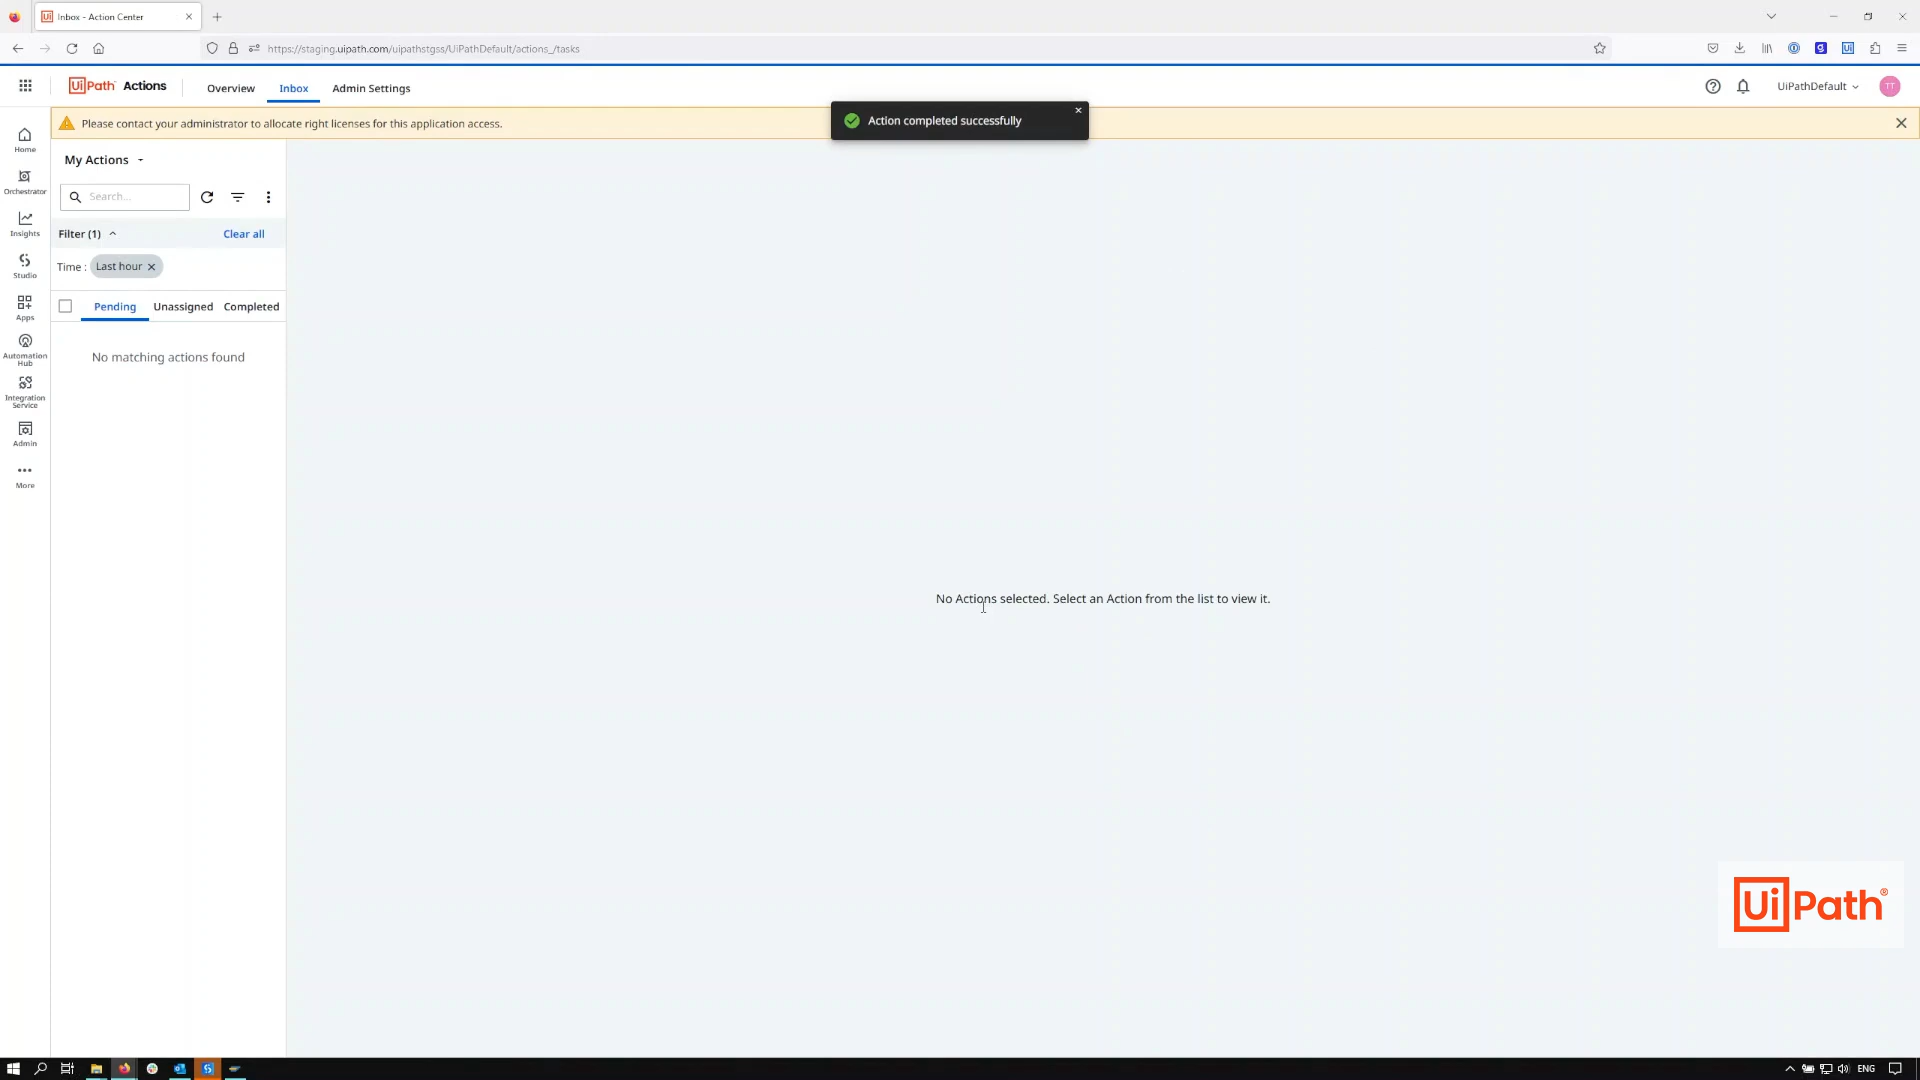 Inbox - Action Center
https://staging.uipath.com/uipathstgss/UiPathDefault/actions_/tasks
UiPath Actions
Overview
Inbox
Admin Settings
UiPathDefault
TT
Please contact your administrator to allocate right licenses for this application access.
Action completed successfully
Home
Orchestrator
Insights
Studio
Apps
Automation
Hub
Integration
Service
Admin
More
My Actions
Search...
Filter (1)
Clear all
Time :
Last hour
Pending
Unassigned
Completed
No matching actions found
No Actions selected. Select an Action from the list to view it.
UiPath®
ENG